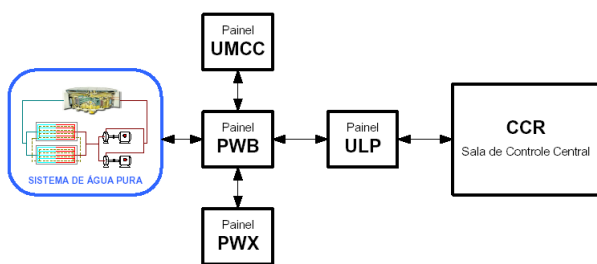 Painel
UMCC
SISTEMA DE ÁGUA PURA
Painel
PWB
Painel
ULP
CCR
Sala de Controle Central
Painel
PWX